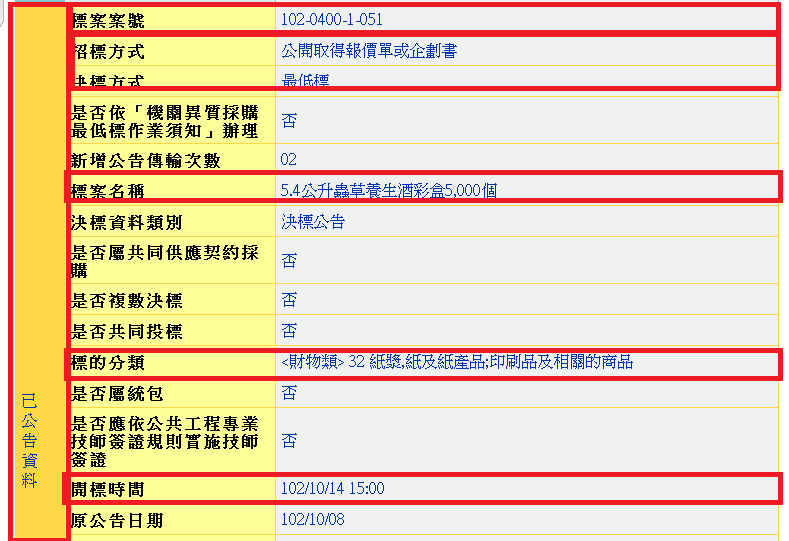 標案案號 102-0400-1-051
招標方式 公開取得報價單或企劃書
決標方式 最低標
是否依「機關異質採購
最低標作業須知」辦理 否
新增公告傳輸次數 02
標案名稱 5.4公升蟲草養生酒彩盒5,000個
決標資料類別 決標公告
是否屬共同供應契約採
購 否
是否複數決標 否
是否共同投標 否
標的分類 <財物類> 32 紙漿,紙及紙產品;印刷品及相關的商品
是否屬統包 否
是否應依公共工程專業
技師簽證規則實施技師
簽證 否
開標時間 102/10/14 15:00
原公告日期 102/10/08
已公告資料